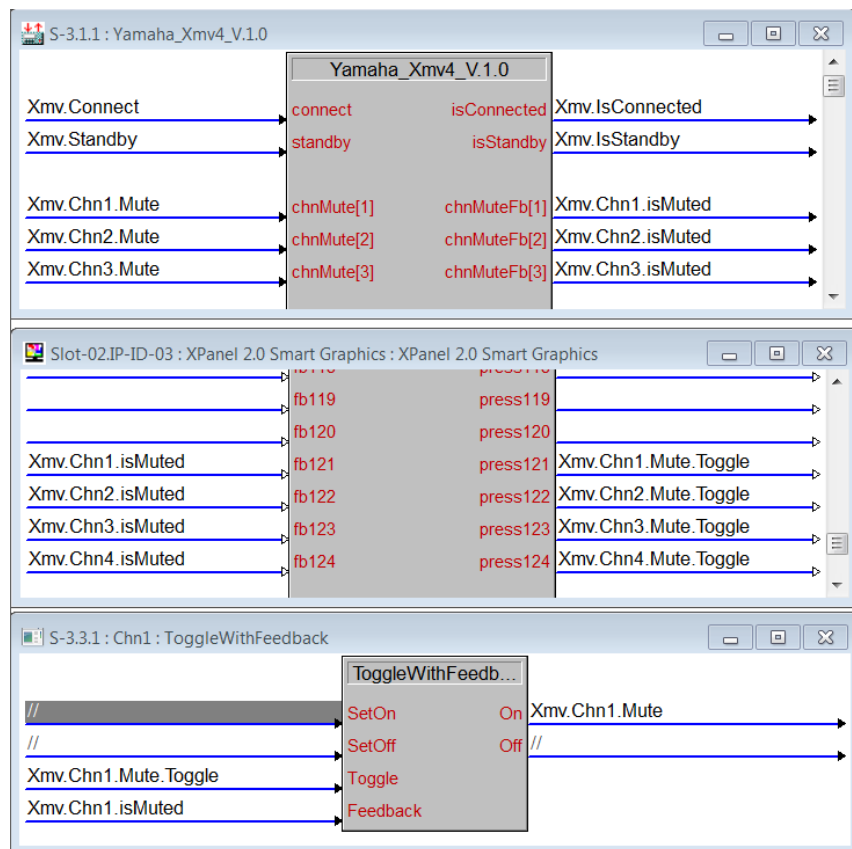 S-3.1.1 : Yamaha_Xmv4_V.1.0
Yamaha_Xmv4_V.1.0
Xmv.Connect connect isConnected Xmv.IsConnected
Xmv.Standby standby isStandby Xmv.IsStandby
Xmv.Chn1.Mute chnMute[1] chnMuteFb[1] Xmv.Chn1.isMuted
Xmv.Chn2.Mute chnMute[2] chnMuteFb[2] Xmv.Chn2.isMuted
Xmv.Chn3.Mute chnMute[3] chnMuteFb[3] Xmv.Chn3.isMuted
Slot-02.IP-ID-03 : XPanel 2.0 Smart Graphics : XPanel 2.0 Smart Graphics
fb119 press119
fb120 press120
Xmv.Chn1.isMuted fb121 press121 Xmv.Chn1.Mute.Toggle
Xmv.Chn2.isMuted fb122 press122 Xmv.Chn2.Mute.Toggle
Xmv.Chn3.isMuted fb123 press123 Xmv.Chn3.Mute.Toggle
Xmv.Chn4.isMuted fb124 press124 Xmv.Chn4.Mute.Toggle
S-3.3.1 : Chn1 : ToggleWithFeedback
ToggleWithFeedb...
// SetOn On Xmv.Chn1.Mute
// SetOff Off //
Xmv.Chn1.Mute.Toggle Toggle
Xmv.Chn1.isMuted Feedback